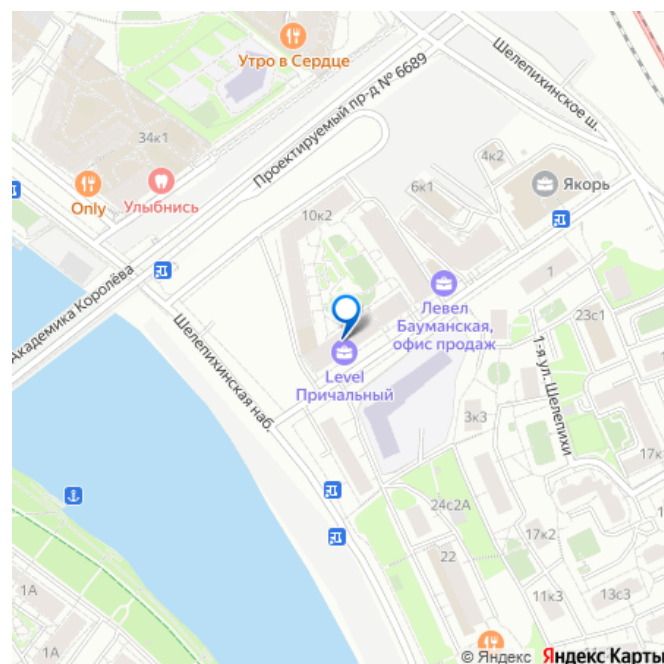 Утро в Сердце
Шелепихинское ш.
Проектируемый пр-д № 6689
34к1
4к2
Якорь
6к1
Only
Улыбнись
10к2
Академика Королёва
1
Левел
Бауманская,
офис продаж
23с1
Шелепихинская наб.
1-я ул. Шелепихи
Level
Причальный
3к3
24с2А
17к2
22
1А
11к3
13с3
1А
© Яндекс Яндекс Карты